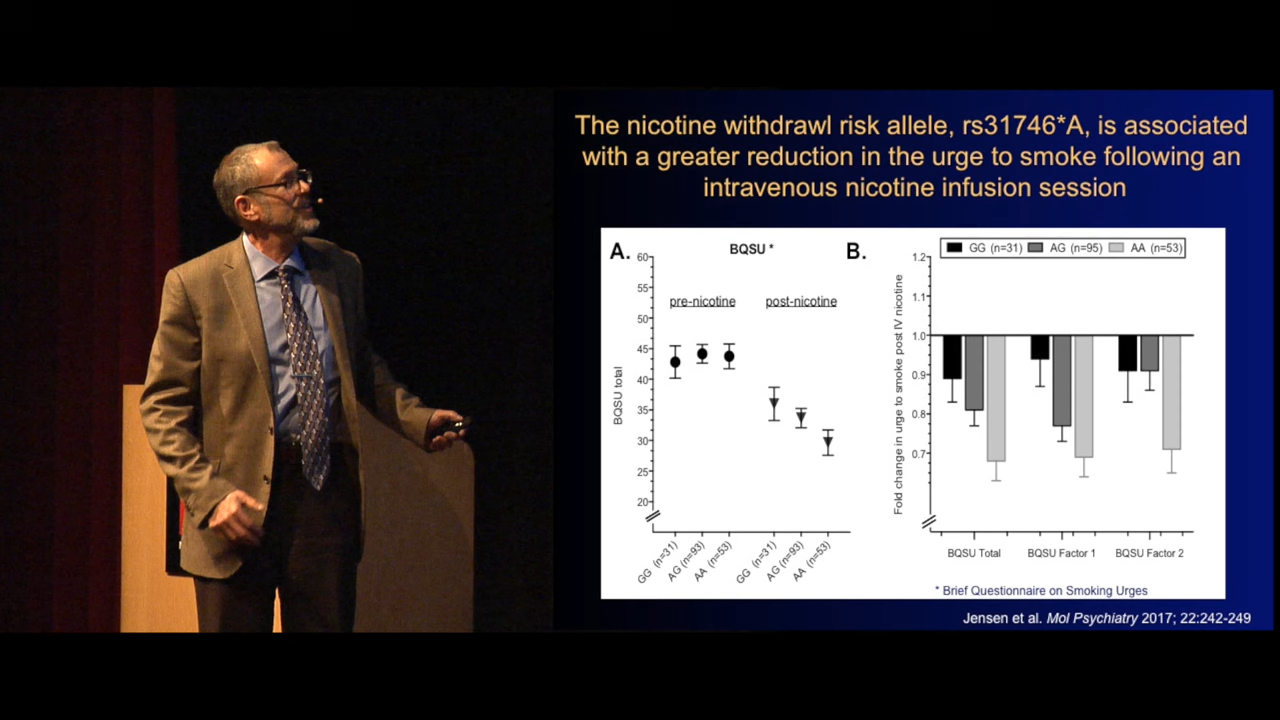 The nicotine withdrawl risk allele, rs31746*A, is associated
with a greater reduction in the urge to smoke following an
intravenous nicotine infusion session
A.
BQSU *
pre-nicotine post-nicotine
BQSU total
60
55
50
45
40
35
30
25
20
GG (n=31)
AG (n=93)
AA (n=53)
GG (n=31)
AG (n=93)
AA (n=53)
B.
GG (n=31) AG (n=95) AA (n=53)
Fold change in urge to smoke post IV nicotine
1.2
1.1
1.0
0.9
0.8
0.7
BQSU Total BQSU Factor 1 BQSU Factor 2
* Brief Questionnaire on Smoking Urges
Jensen et al. Mol Psychiatry 2017; 22:242-249